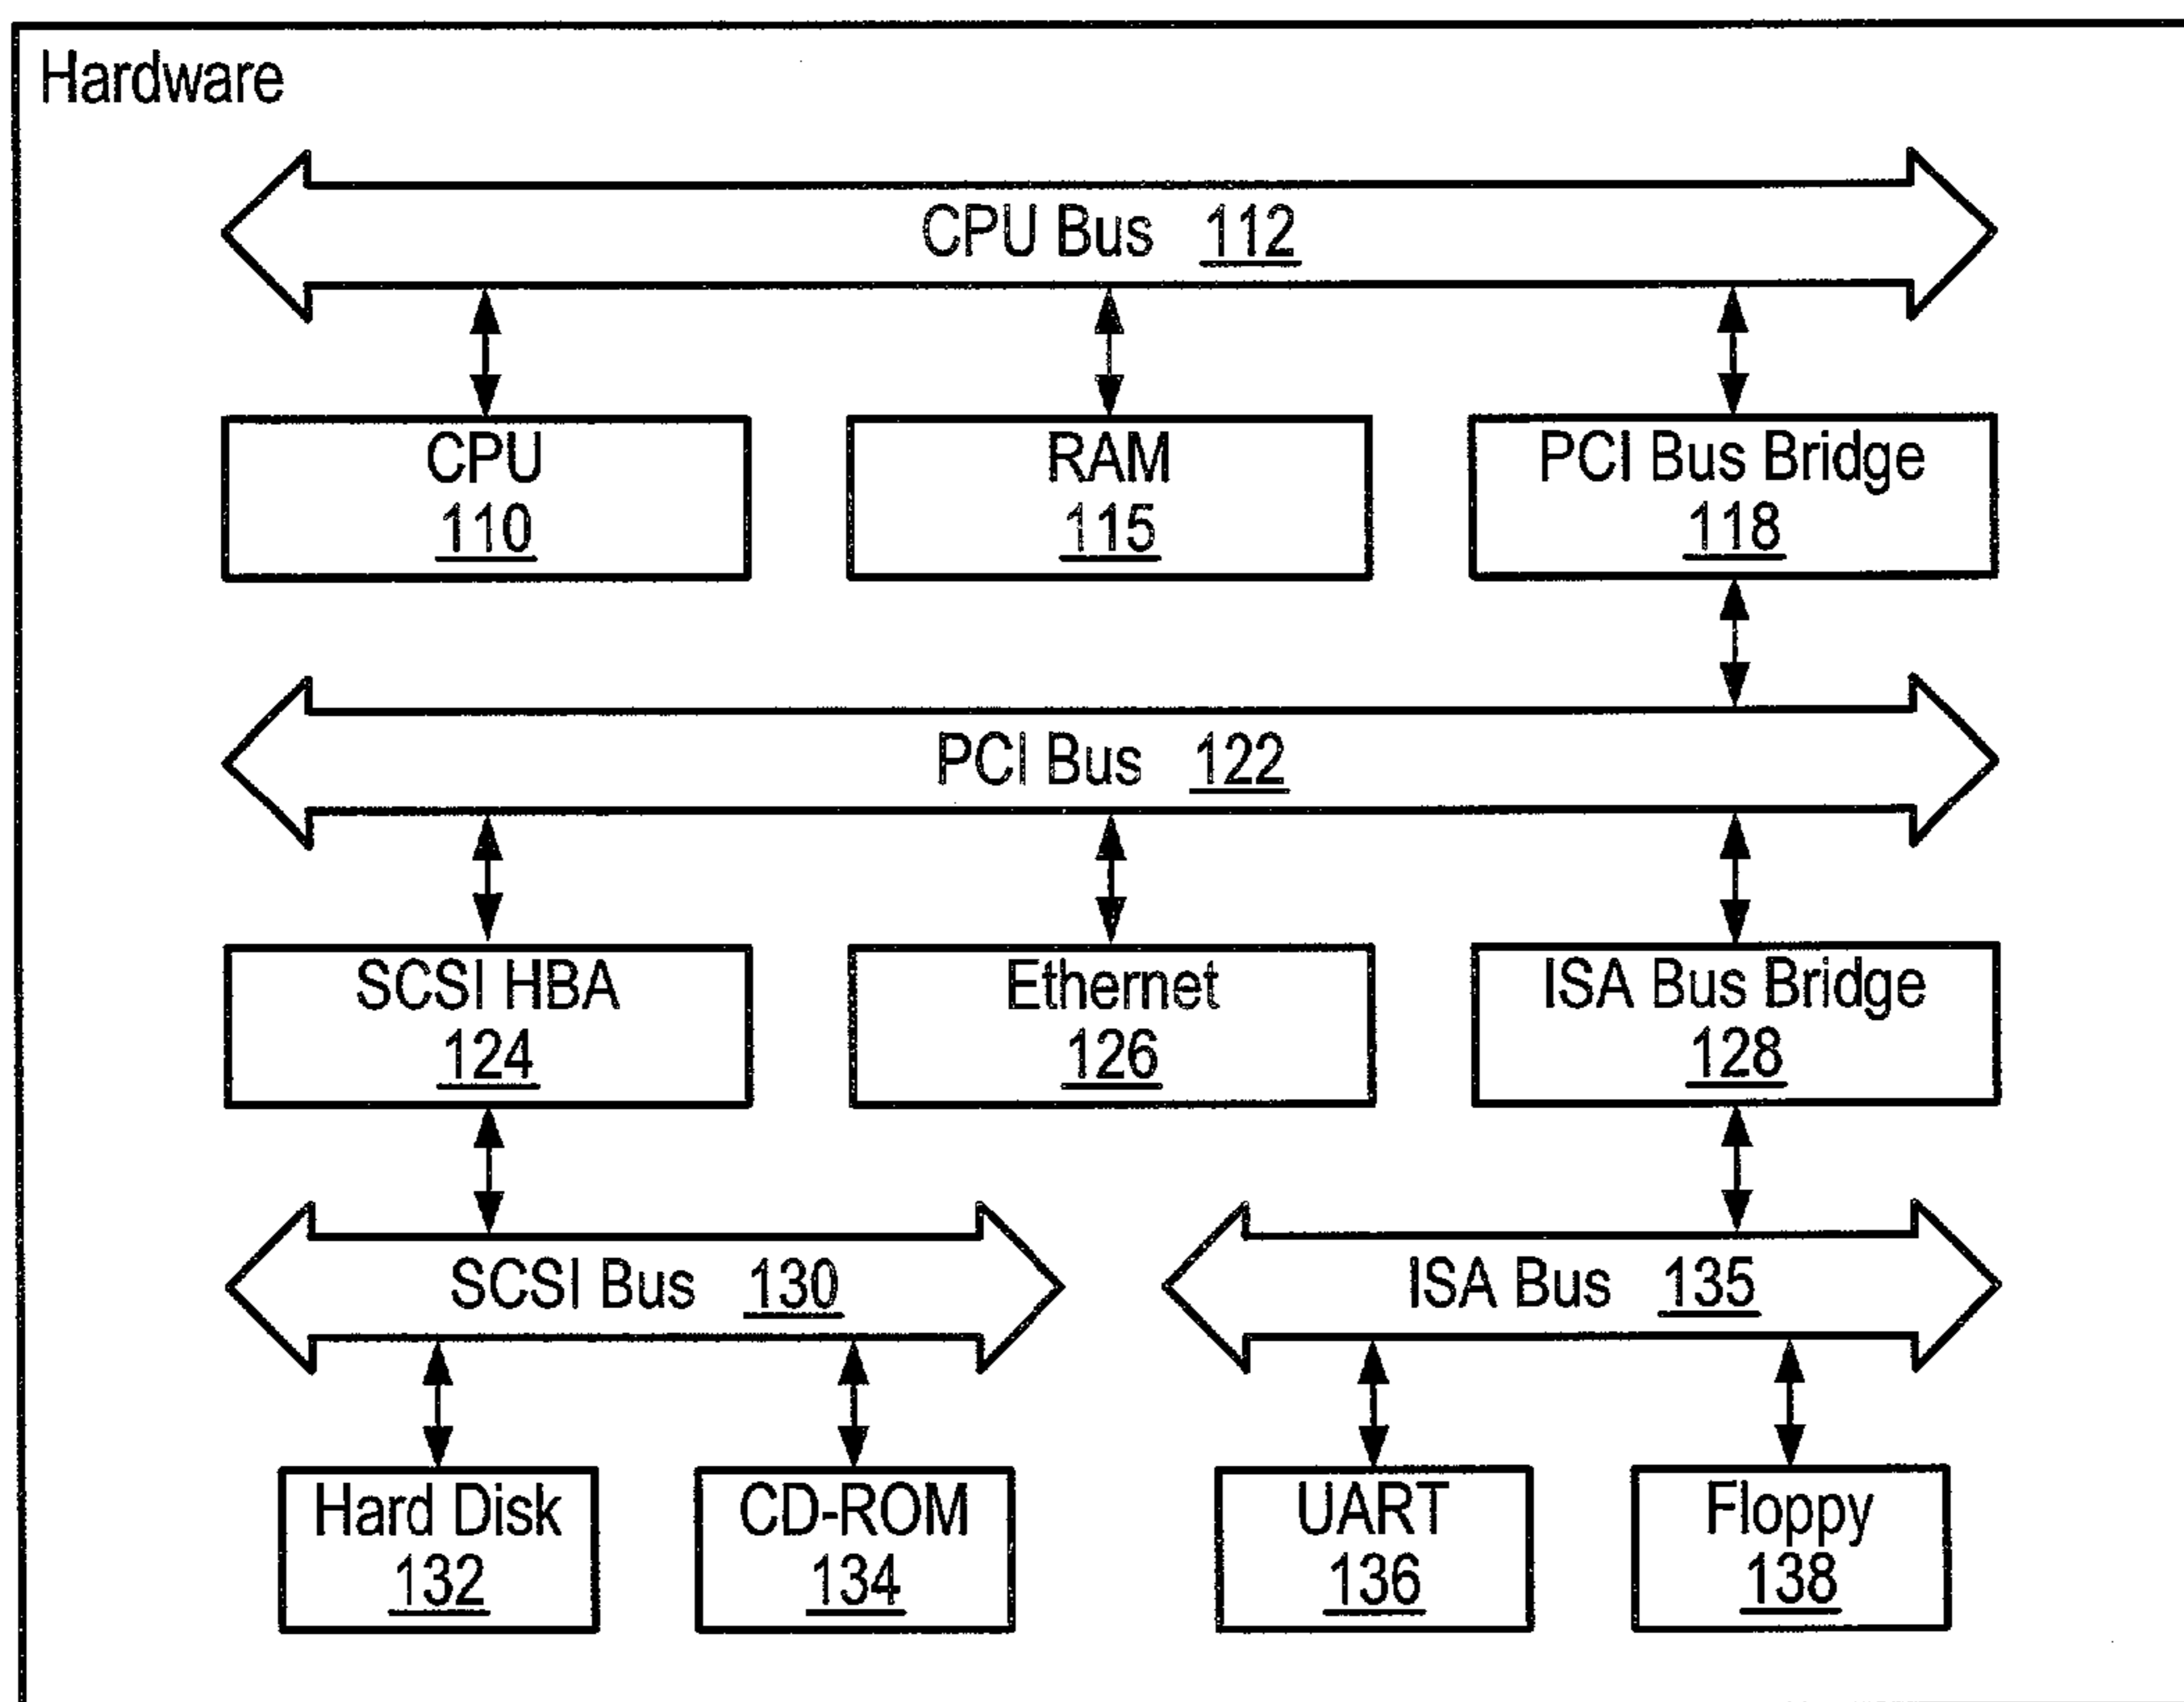 Hardware
CPU Bus 112
CPU
110
RAM
115
PCI Bus Bridge
118
PCI Bus 122
SCSI HBA
124
Ethernet
126
ISA Bus Bridge
128
SCSI Bus 130
ISA Bus 135
Hard Disk
132
CD-ROM
134
UART
136
Floppy
138